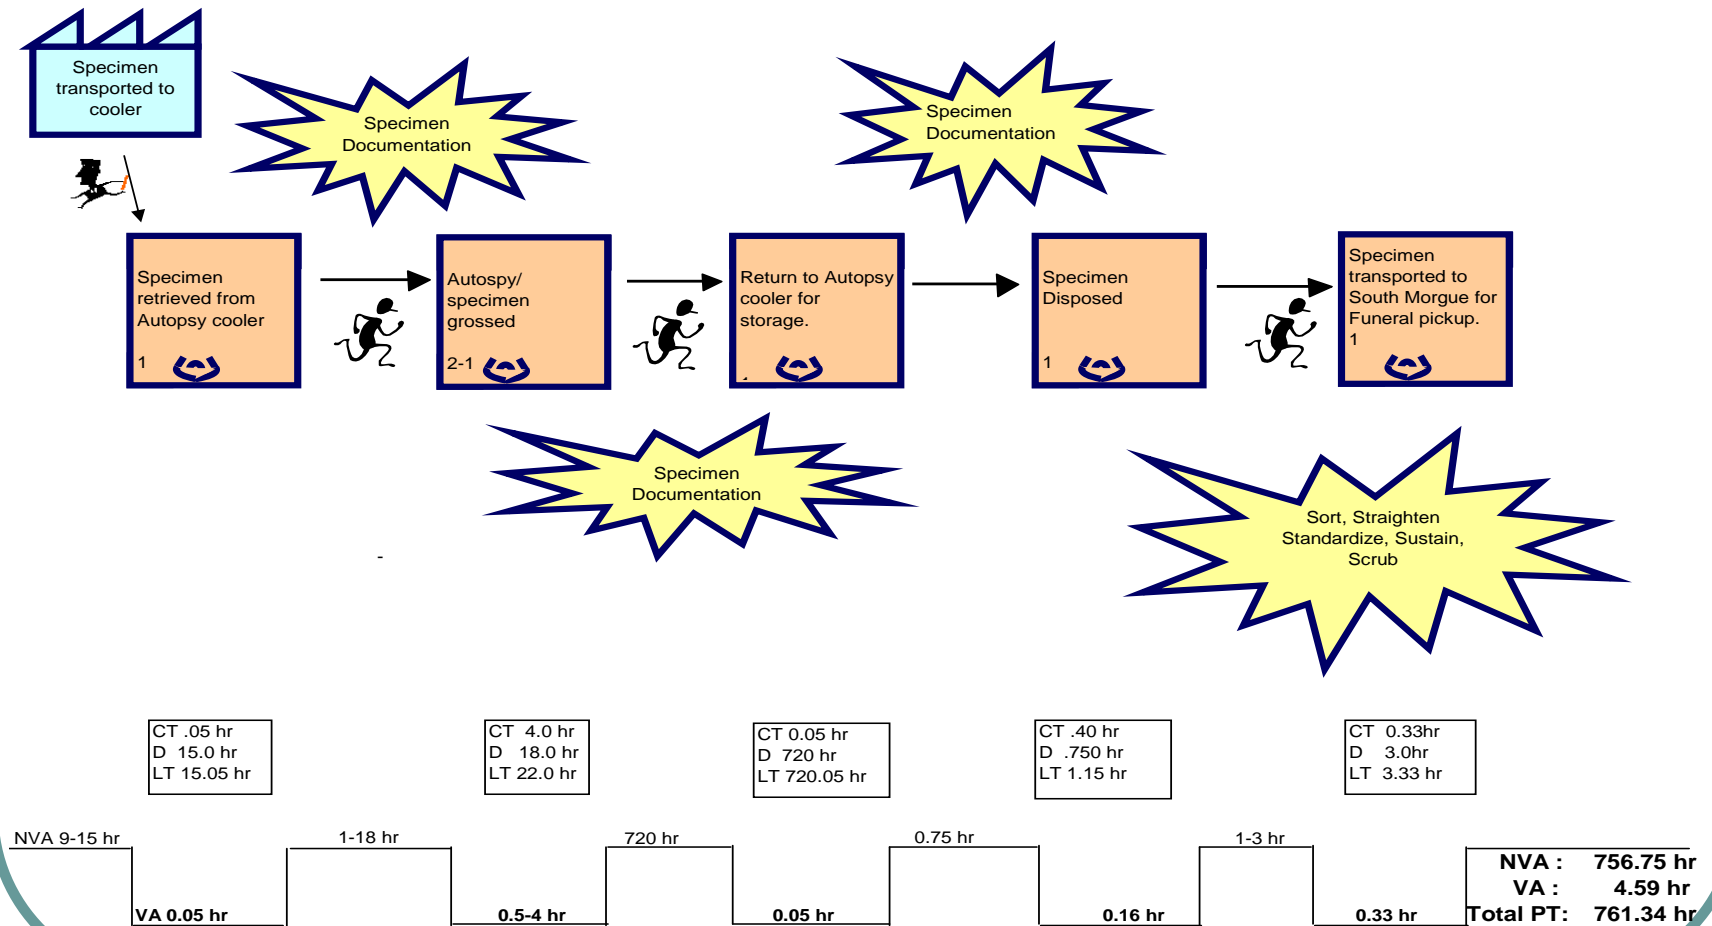 Specimen
transported to
cooler
Specimen
Documentation
Specimen
Documentation
Specimen
retrieved from
Autopsy cooler
1
Autospy/
specimen
grossed
2-1
Return to Autopsy
cooler for
storage.
Specimen
Disposed
1
Specimen
transported to
South Morgue for
Funeral pickup.
1
Specimen
Documentation
Sort, Straighten
Standardize, Sustain,
Scrub
-
CT .05 hr
D 15.0 hr
LT 15.05 hr
CT 4.0 hr
D 18.0 hr
LT 22.0 hr
CT 0.05 hr
D 720 hr
LT 720.05 hr
CT .40 hr
D .750 hr
LT 1.15 hr
CT 0.33hr
D 3.0hr
LT 3.33 hr
NVA 9-15 hr
1-18 hr
720 hr
0.75 hr
1-3 hr
VA 0.05 hr
0.5-4 hr
0.05 hr
0.16 hr
0.33 hr
NVA : 756.75 hr
VA : 4.59 hr
Total PT: 761.34 hr